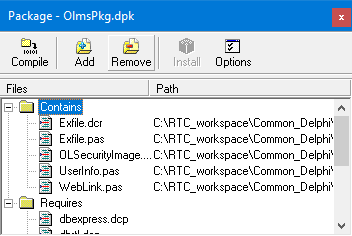 Package - OlmsPkg.dpk
Compile Add Remove Install Options
Files Path
Contains
Exfile.dcr C:\RTC_workspace\Common_Delphi\
Exfile.pas C:\RTC_workspace\Common_Delphi\
OLSecurityImage.... C:\RTC_workspace\Common_Delphi\
UserInfo.pas C:\RTC_workspace\Common_Delphi\
WebLink.pas C:\RTC_workspace\Common_Delphi\
Requires
dbexpress.dcp